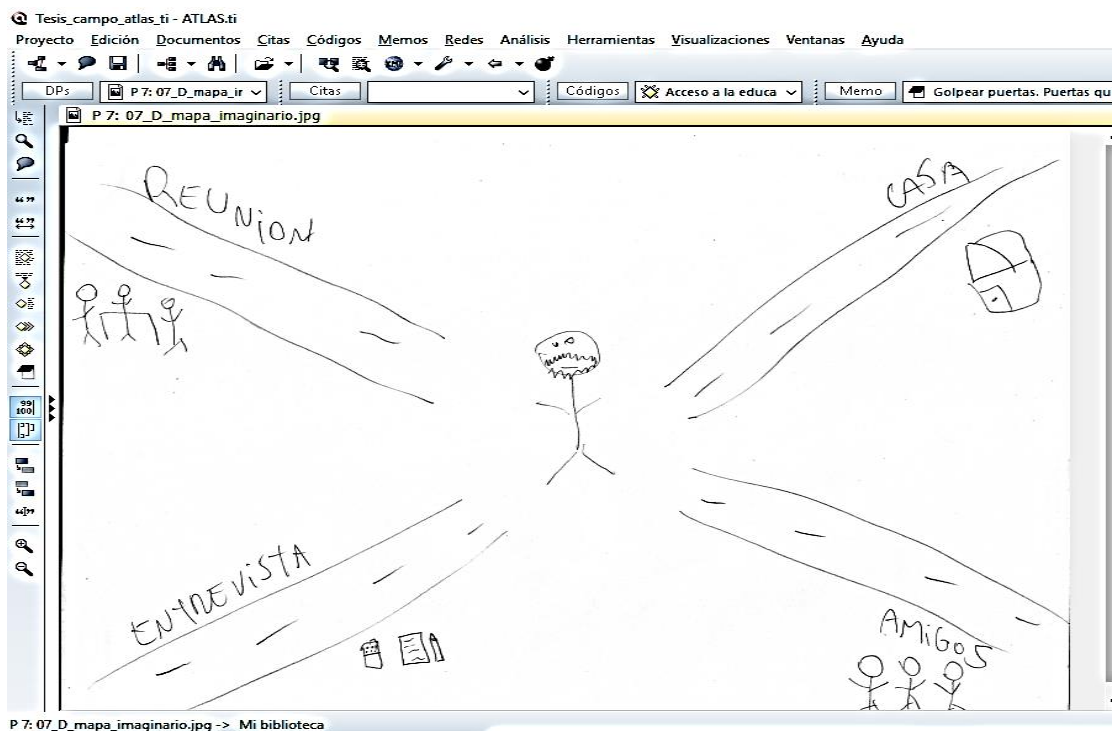 Tesis_campo_atlas_ti - ATLAS.ti
Proyecto Edición Documentos Citas Códigos Memos Redes Análisis Herramientas Visualizaciones Ventanas Ayuda
DPs P 7: 07_D_mapa_ir Citas Códigos Acceso a la educa Memo Golpear puertas. Puertas qu
P 7: 07_D_mapa_imaginario.jpg
REUNiON
CASA
ENTREVISTA
AMiGOS
P 7: 07_D_mapa_imaginario.jpg -> Mi biblioteca